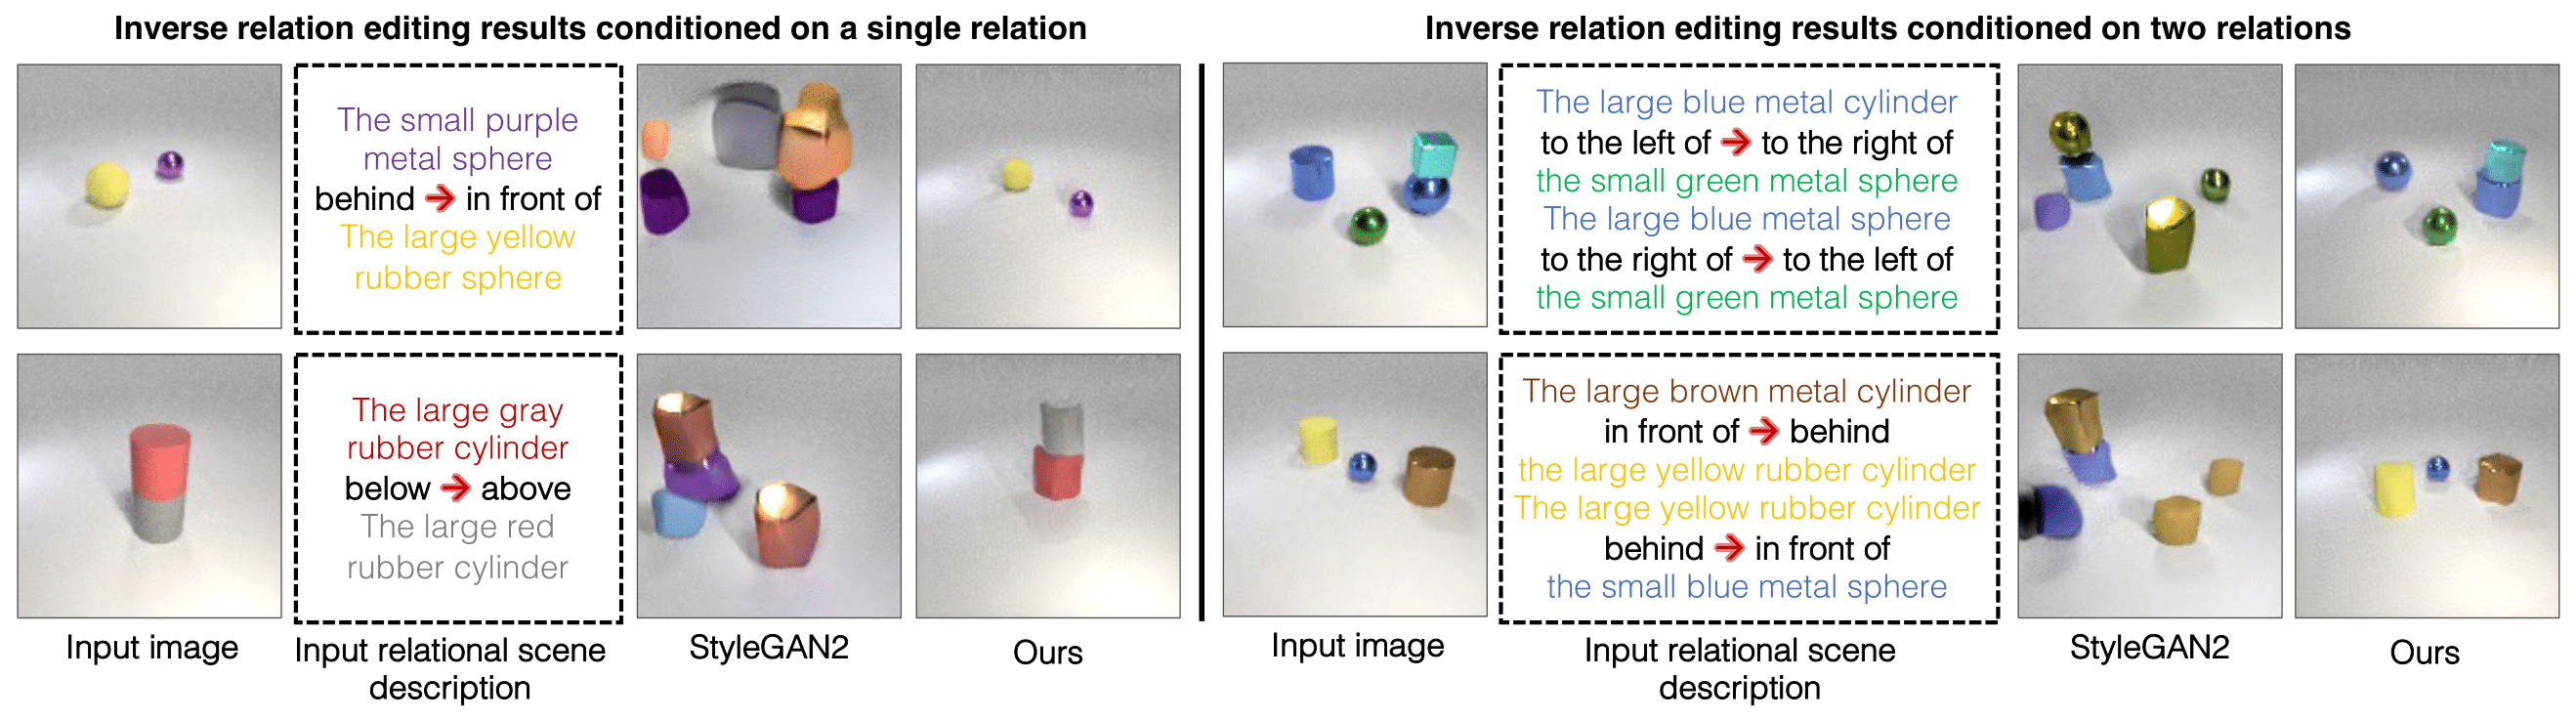 Inverse relation editing results conditioned on a single relation
The small purple
metal sphere
behind → in front of
The large yellow
rubber sphere
The large gray
rubber cylinder
below → above
The large red
rubber cylinder
Input image
Input relational scene
description
StyleGAN2
Ours
Inverse relation editing results conditioned on two relations
The large blue metal cylinder
to the left of → to the right of
the small green metal sphere
The large blue metal sphere
to the right of → to the left of
the small green metal sphere
The large brown metal cylinder
in front of → behind
the large yellow rubber cylinder
The large yellow rubber cylinder
behind → in front of
the small blue metal sphere
Input image
Input relational scene
description
StyleGAN2
Ours